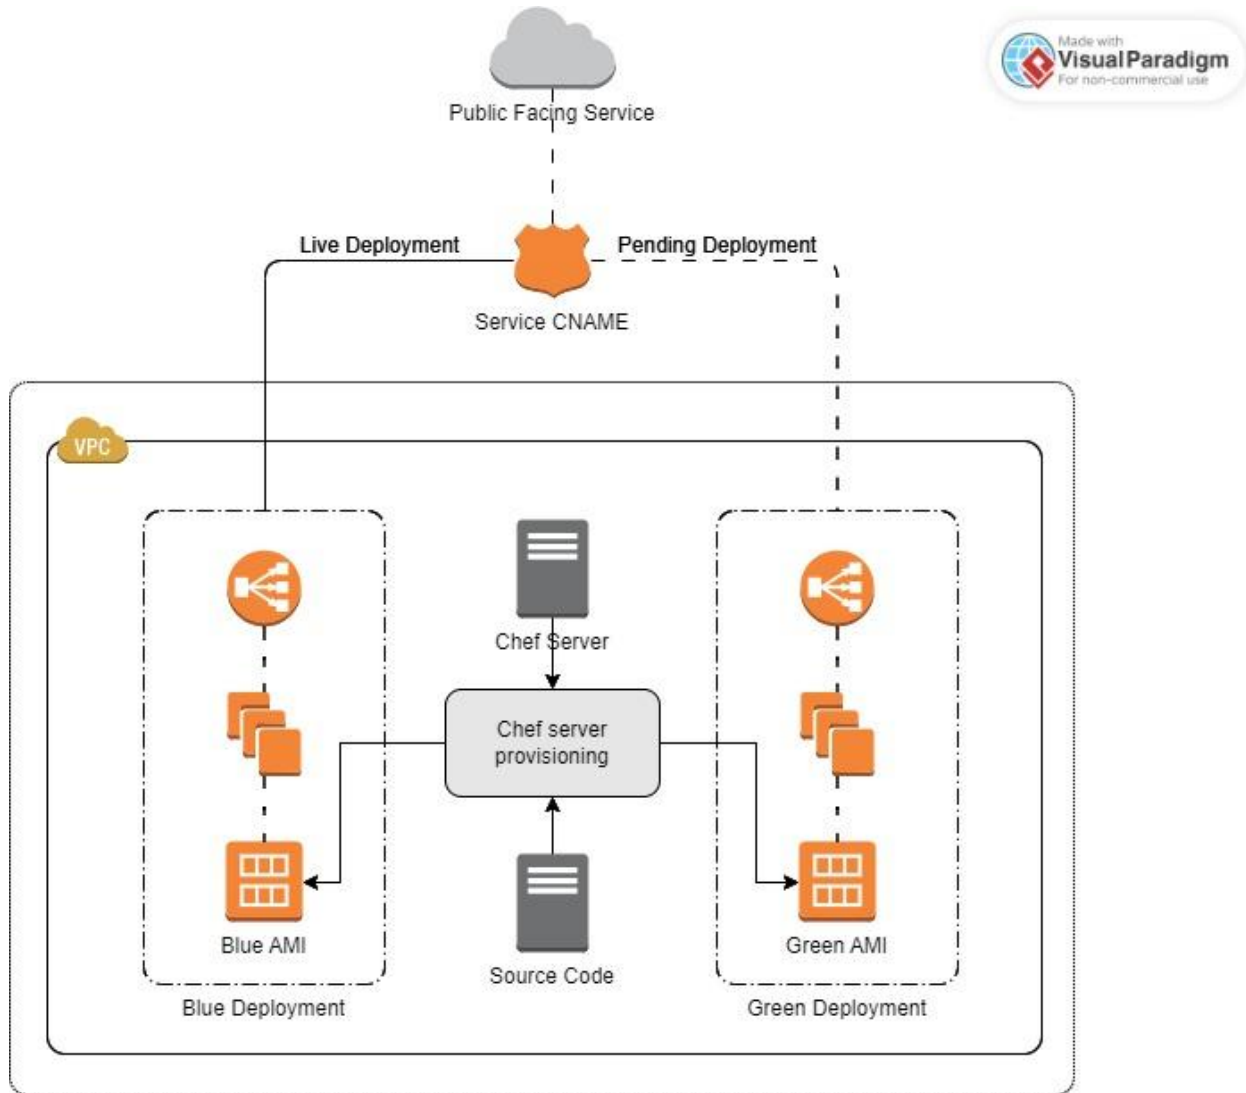 Made with
Visual Paradigm
For non-commercial use
Public Facing Service
Live Deployment
Pending Deployment
Service CNAME
VPC
Chef Server
Chef server
provisioning
Blue AMI
Source Code
Green AMI
Blue Deployment
Green Deployment